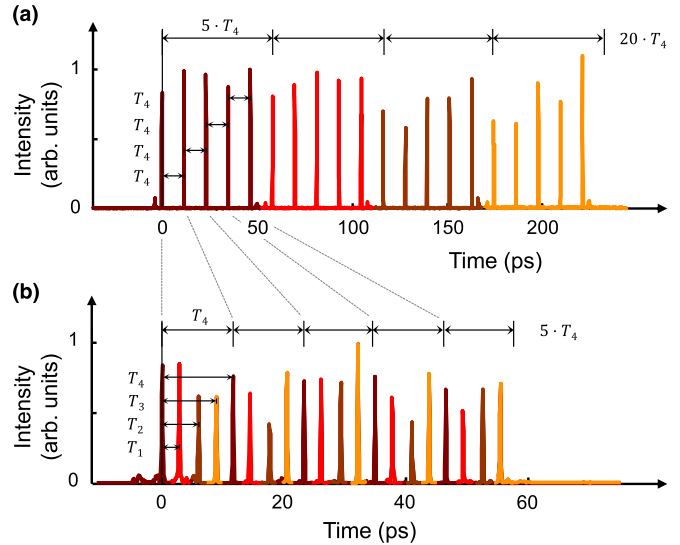 (a)
5 · T₄
20 · T₄
Intensity
(arb. units)
1
0
T₄
T₄
T₄
T₄
0 50 100 150 200
Time (ps)
(b)
T₄
5 · T₄
Intensity
(arb. units)
1
0
T₄
T₃
T₂
T₁
0 20 40 60
Time (ps)